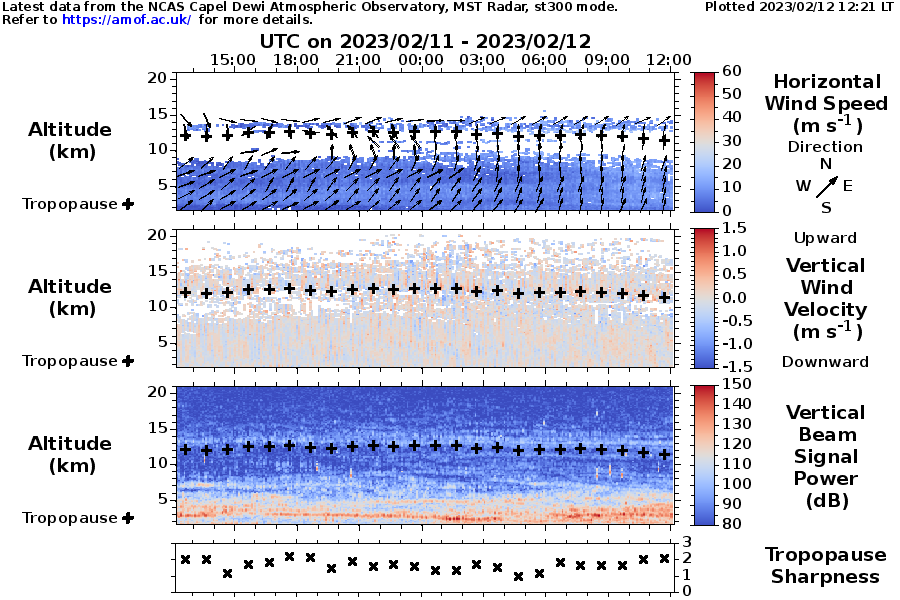 Latest data from the NCAS Capel Dewi Atmospheric Observatory, MST Radar, st300 mode.
Plotted 2023/02/12 12:21 LT
Refer to https://amof.ac.uk/ for more details.
UTC on 2023/02/11 - 2023/02/12
15:00 18:00 21:00 00:00 03:00 06:00 09:00 12:00
20
15
10
5
Altitude
(km)
Tropopause +
60
50
40
30
20
10
0
Horizontal
Wind Speed
(m s-1)
Direction
N
W E
S
20
15
10
5
Altitude
(km)
Tropopause +
1.5
1.0
0.5
0.0
-0.5
-1.0
-1.5
Upward
Vertical
Wind
Velocity
(m s-1)
Downward
20
15
10
5
Altitude
(km)
Tropopause +
150
140
130
120
110
100
90
80
Vertical
Beam
Signal
Power
(dB)
3
2
1
0
Tropopause
Sharpness